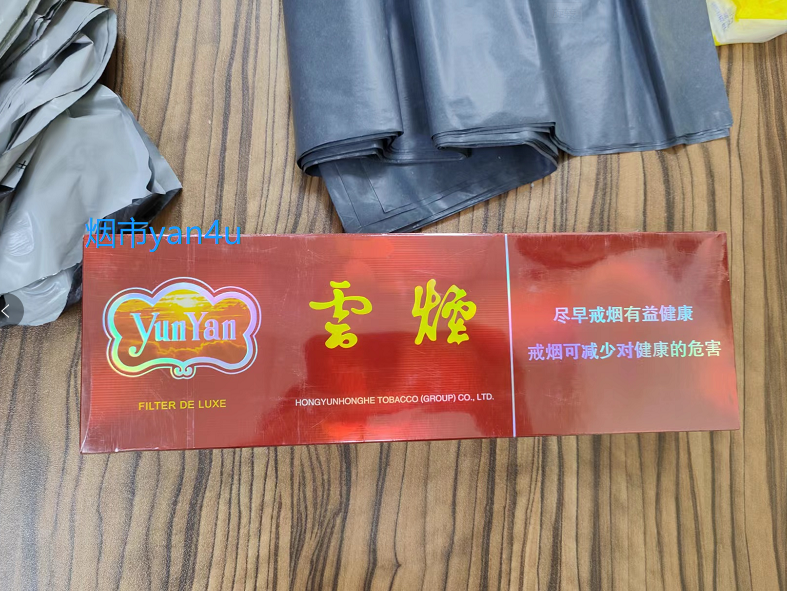 烟市yan4u
YunYan
FILTER DE LUXE
雲煙
HONGYUNHONGHE TOBACCO (GROUP) CO., LTD.
尽早戒烟有益健康
戒烟可减少对健康的危害